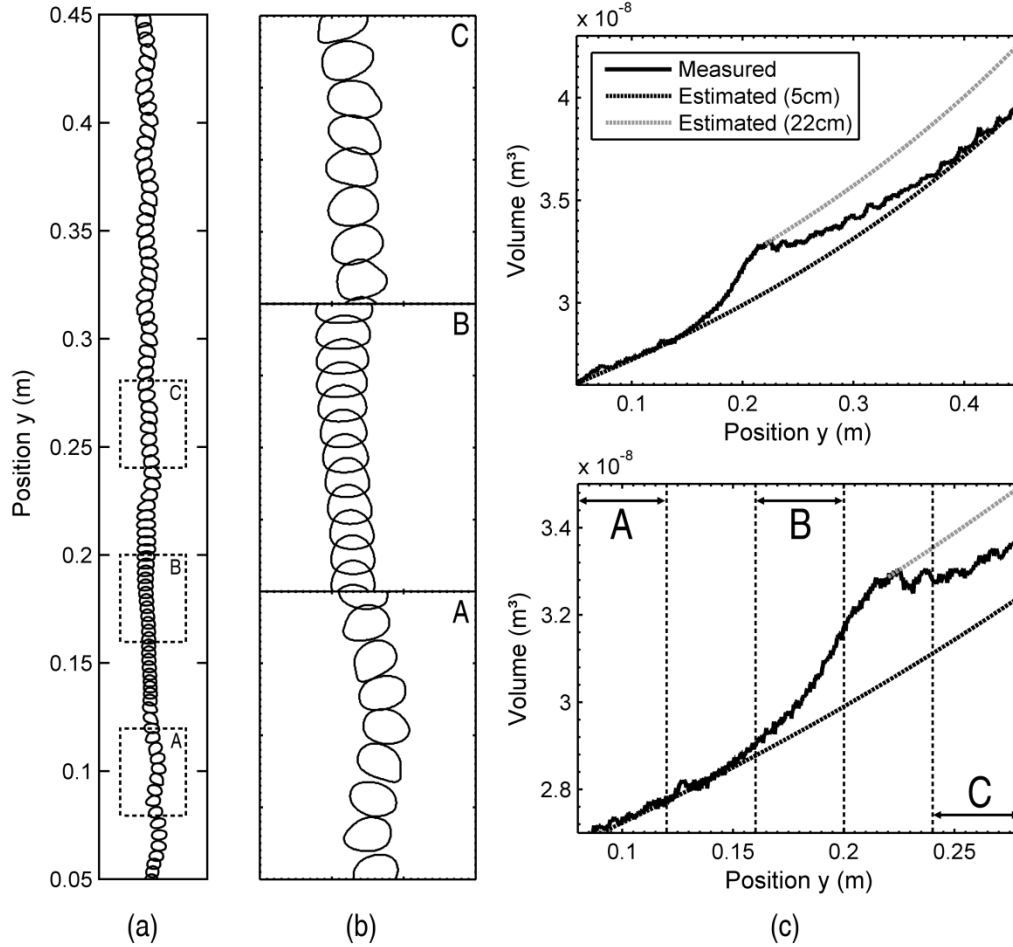 0.45
0.4
0.35
0.3
0.25
0.2
0.15
0.1
0.05
Position y (m)
C
B
A
(a)
C
B
A
(b)
x 10⁻⁸
Measured
Estimated (5cm)
Estimated (22cm)
4
3.5
3
Volume (m³)
0.1 0.2 0.3 0.4
Position y (m)
x 10⁻⁸
A B C
3.4
3.2
3
2.8
Volume (m³)
0.1 0.15 0.2 0.25
Position y (m)
(c)